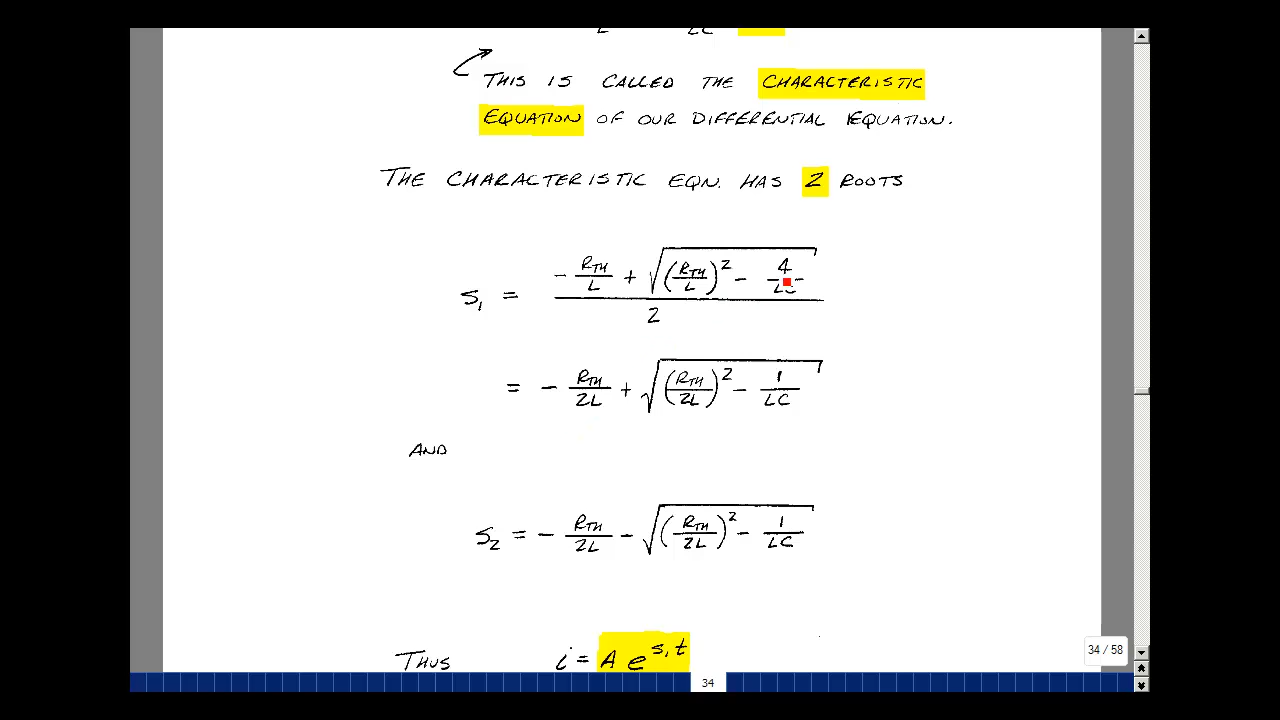 L LC
THIS IS CALLED THE CHARACTERISTIC
EQUATION OF OUR DIFFERENTIAL EQUATION.
THE CHARACTERISTIC EQN. HAS 2 ROOTS
S₁ = (-R_TH/L + √((R_TH/L)² - 4/LC))/2
= -R_TH/2L + √((R_TH/2L)² - 1/LC)
AND
S₂ = -R_TH/2L - √((R_TH/2L)² - 1/LC)
THUS i = A e^(s₁t)
34 / 58
34